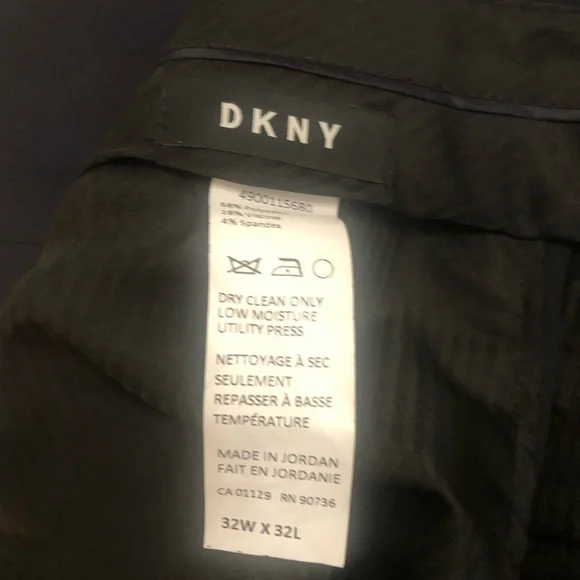 DKNY
4900115680
4% Spandex
DRY CLEAN ONLY
LOW MOISTURE
UTILITY PRESS
NETTOYAGE À SEC
SEULEMENT
REPASSER À BASSE
TEMPÉRATURE
MADE IN JORDAN
FAIT EN JORDANIE
CA 01129 RN 90736
32W X 32L